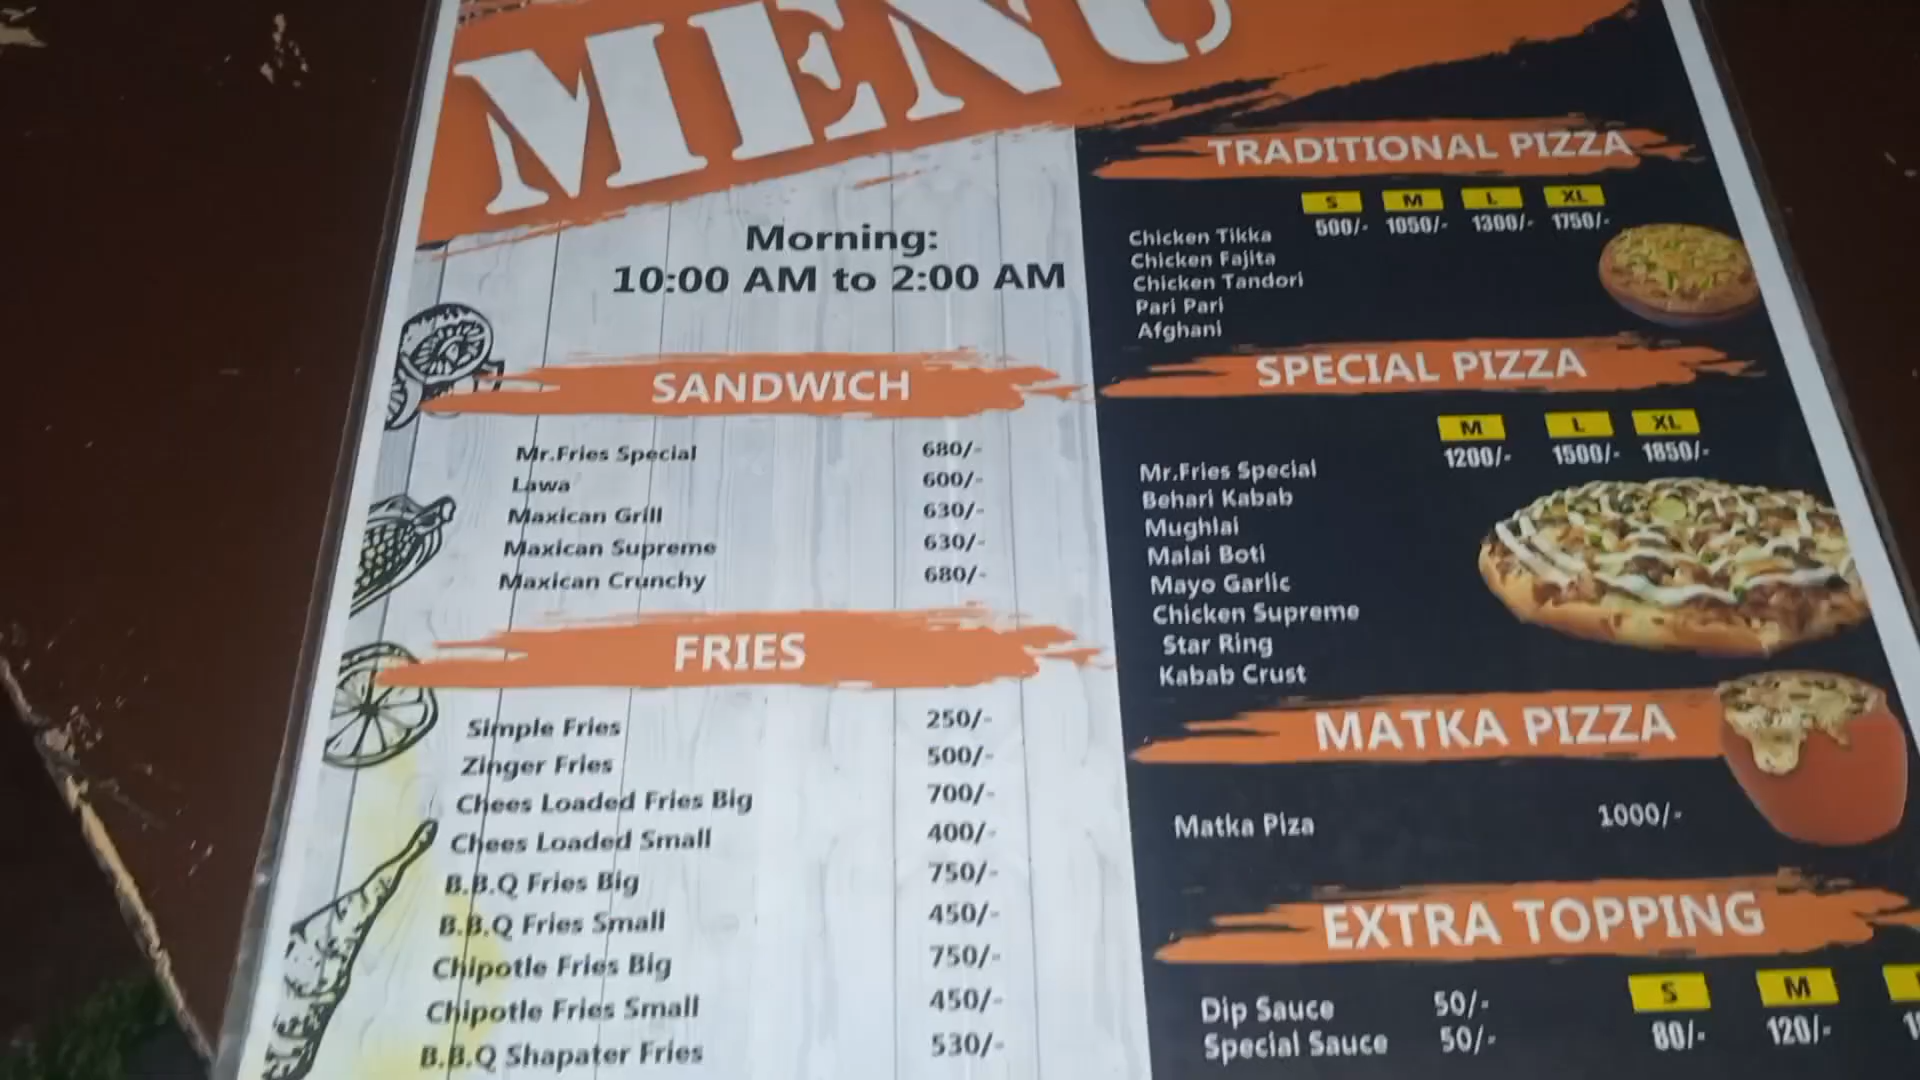 MENU
Morning:
10:00 AM to 2:00 AM
SANDWICH
Mr.Fries Special 680/-
Lawa 600/-
Maxican Grill 630/-
Maxican Supreme 630/-
Maxican Crunchy 680/-
FRIES
Simple Fries 250/-
Zinger Fries 500/-
Chees Loaded Fries Big 700/-
Chees Loaded Small 400/-
B.B.Q Fries Big 750/-
B.B.Q Fries Small 450/-
Chipotle Fries Big 750/-
Chipotle Fries Small 450/-
B.B.Q Shapater Fries 530/-
TRADITIONAL PIZZA
S M L XL
500/- 1050/- 1300/- 1750/-
Chicken Tikka
Chicken Fajita
Chicken Tandori
Pari Pari
Afghani
SPECIAL PIZZA
M L XL
1200/- 1500/- 1850/-
Mr.Fries Special
Behari Kabab
Mughlai
Malai Boti
Mayo Garlic
Chicken Supreme
Star Ring
Kabab Crust
MATKA PIZZA
Matka Piza 1000/-
EXTRA TOPPING
S M
Dip Sauce 50/-
80/- 120/-
Special Sauce 50/-